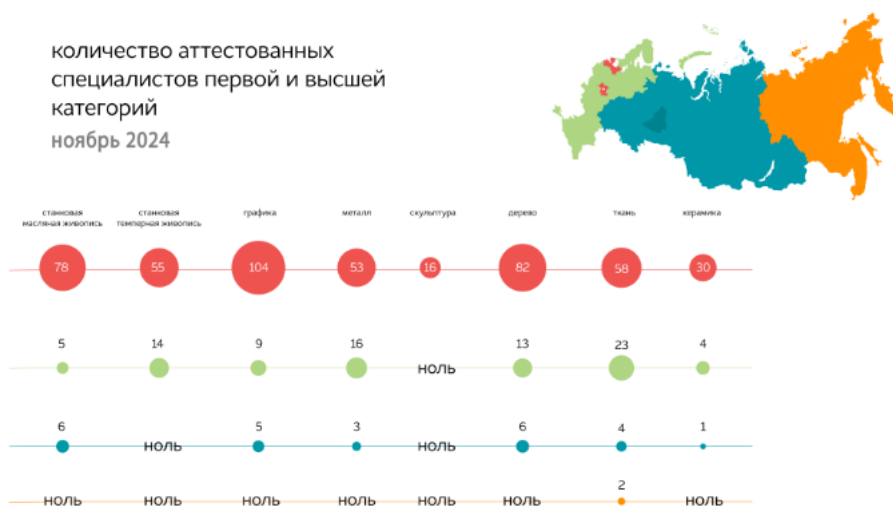 количество аттестованных
специалистов первой и высшей
категорий
ноябрь 2024
станковая масляная живопись
станковая темперная живопись
графика
металл
скульптура
дерево
ткань
керамика
78 55 104 53 16 82 58 30
5 14 9 16 ноль 13 23 4
6 ноль 5 3 ноль 6 4 1
ноль ноль ноль ноль ноль ноль 2 ноль